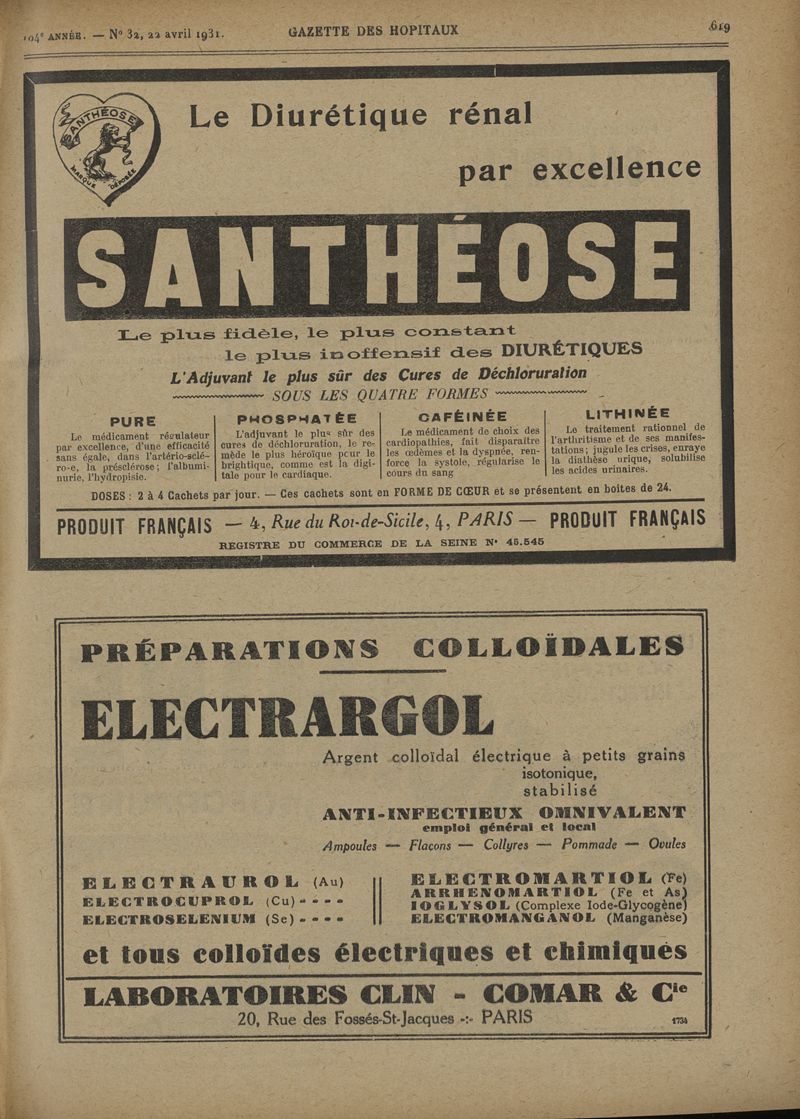 104e ANNÉE. — No 32, 22 avril 1931.
GAZETTE DES HOPITAUX
619
SANTHÉOSE
MARQUE DÉPOSÉE
Le Diurétique rénal
par excellence
SANTHÉOSE
Le plus fidèle, le plus constant
le plus inoffensif des DIURÉTIQUES
L'Adjuvant le plus sûr des Cures de Déchloruration
SOUS LES QUATRE FORMES
PURE
Le médicament régulateur
par excellence, d'une efficacité
sans égale, dans l'artério-sclé-
rose, la présclérose; l'albumi-
nurie, l'hydropisie.
PHOSPHATÉE
L'adjuvant le plus sûr des
cures de déchloruration, le re-
mède le plus héroïque pour le
brightique, comme est la digi-
tale pour le cardiaque.
CAFÉINÉE
Le médicament de choix des
cardiopathies, fait disparaître
les œdèmes et la dyspnée, ren-
force la systole, régularise le
cours du sang
LITHINÉE
Le traitement rationnel de
l'arthritisme et de ses manifes-
tations; jugule les crises, enraye
la diathèse urique, solubilise
les acides urinaires.
DOSES : 2 à 4 Cachets par jour. — Ces cachets sont en FORME DE CŒUR et se présentent en boites de 24.
PRODUIT FRANÇAIS — 4, Rue du Roi-de-Sicile, 4, PARIS — PRODUIT FRANÇAIS
REGISTRE DU COMMERCE DE LA SEINE No 45.545
PRÉPARATIONS COLLOÏDALES
ELECTRARGOL
Argent colloïdal électrique à petits grains
isotonique,
stabilisé
ANTI-INFECTIEUX OMNIVALENT
emploi général et local
Ampoules — Flacons — Collyres — Pommade — Ovules
ELECTRAUROL (Au)
ELECTROCUPROL (Cu) - - - -
ELECTROSELENIUM (Se) - - - -
ELECTROMARTIOL (Fe)
ARRHENOMARTIOL (Fe et As)
IOGLYSOL (Complexe Iode-Glycogène)
ELECTROMANGANOL (Manganèse)
et tous colloïdes électriques et chimiques
LABORATOIRES CLIN - COMAR & Cie
20, Rue des Fossés-St-Jacques -:- PARIS
1734